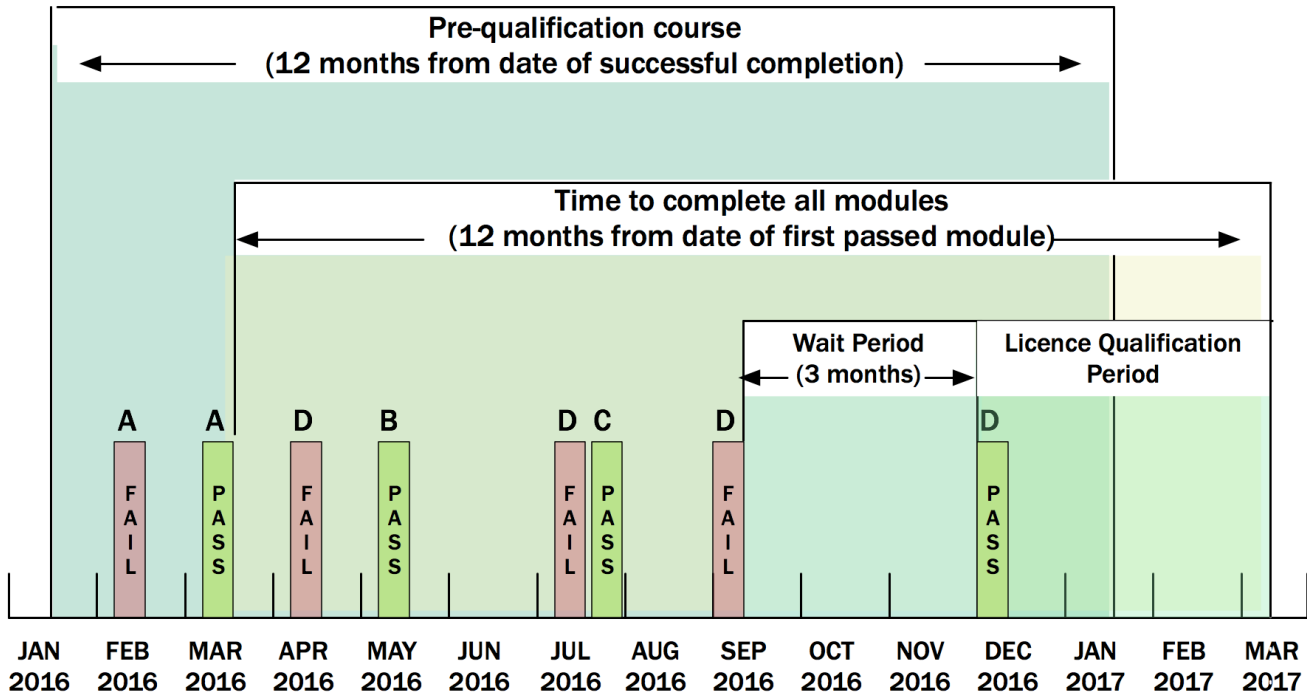 Pre-qualification course
(12 months from date of successful completion)
Time to complete all modules
(12 months from date of first passed module)
Wait Period
(3 months)
Licence Qualification
Period
A A D B D C D D
FAIL PASS FAIL PASS FAIL PASS FAIL PASS
JAN FEB MAR APR MAY JUN JUL AUG SEP OCT NOV DEC JAN FEB MAR
2016 2016 2016 2016 2016 2016 2016 2016 2016 2016 2016 2016 2017 2016 2017